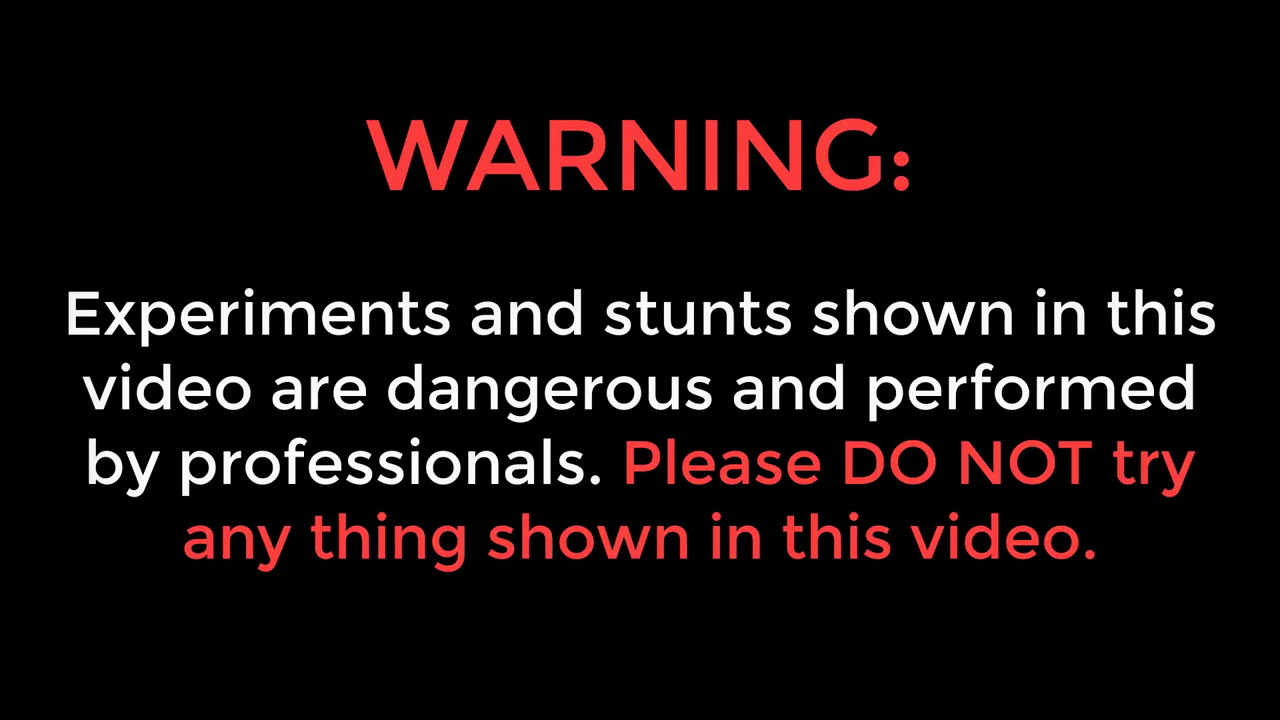 WARNING:
Experiments and stunts shown in this
video are dangerous and performed
by professionals. Please DO NOT try
any thing shown in this video.